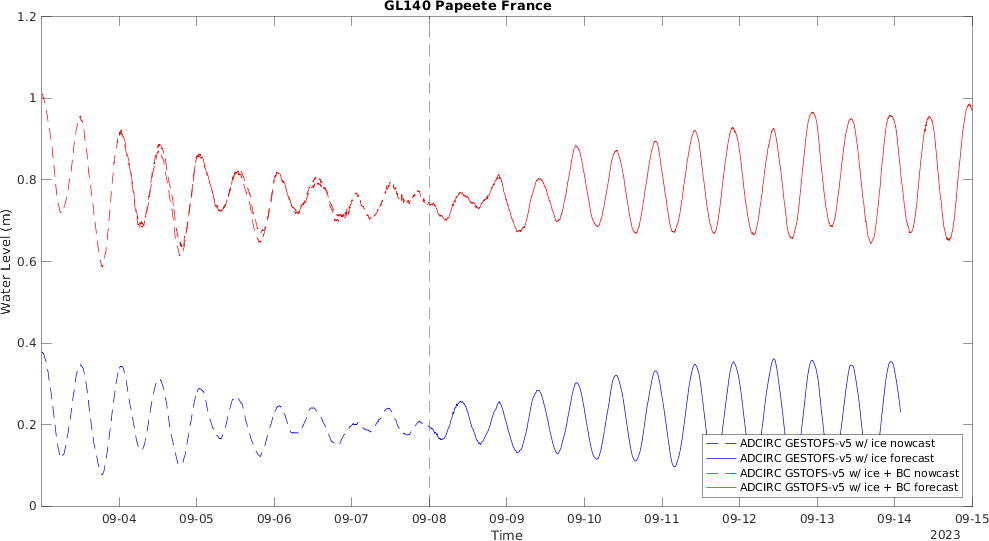 GL140 Papeete France
1.2
1
0.8
0.6
0.4
0.2
0
Water Level (m)
ADCIRC GESTOFS-v5 w/ ice nowcast
ADCIRC GESTOFS-v5 w/ ice forecast
ADCIRC GSTOFS-v5 w/ ice + BC nowcast
ADCIRC GSTOFS-v5 w/ ice + BC forecast
09-04 09-05 09-06 09-07 09-08 09-09 09-10 09-11 09-12 09-13 09-14 09-15
Time
2023